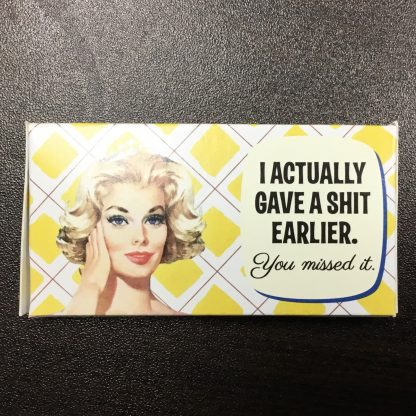 I ACTUALLY
GAVE A SHIT
EARLIER.
You missed it.